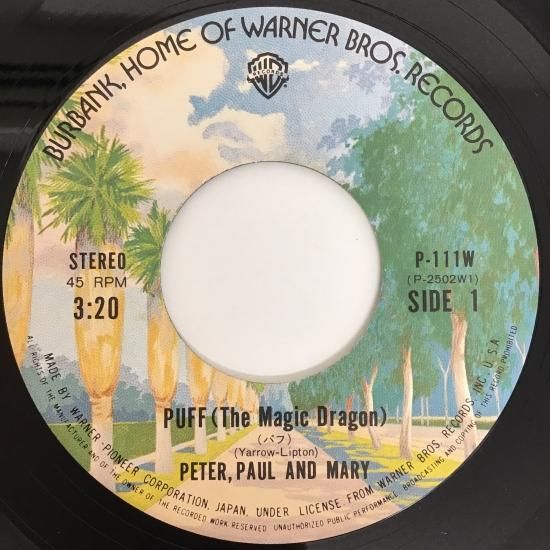 BURBANK, HOME OF WARNER BROS. RECORDS
STEREO
45 RPM
3:20
P-111W
(P-2502W1)
SIDE 1
PUFF (The Magic Dragon)
(パフ)
(Yarrow-Lipton)
PETER, PAUL AND MARY
MADE BY WARNER-PIONEER CORPORATION, JAPAN, UNDER LICENSE FROM WARNER BROS. RECORDS INC., U.S.A.
ALL RIGHTS OF THE MANUFACTURER AND OF THE OWNER OF THE RECORDED WORK RESERVED UNAUTHORIZED PUBLIC PERFORMANCE, BROADCASTING AND COPYING OF THIS RECORD PROHIBITED